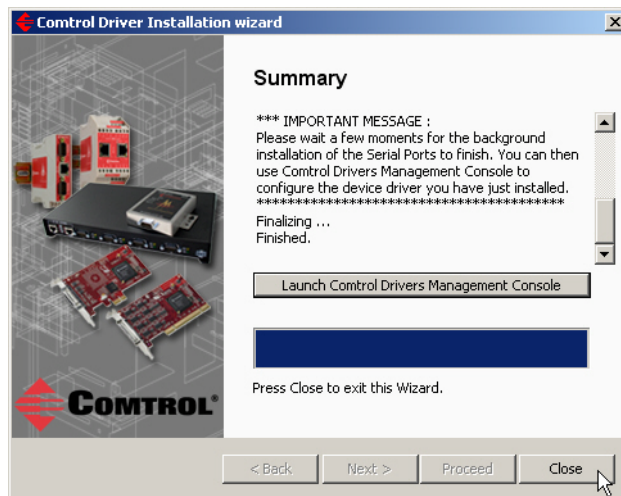 Comtrol Driver Installation wizard
Summary
*** IMPORTANT MESSAGE :
Please wait a few moments for the background
installation of the Serial Ports to finish. You can then
use Comtrol Drivers Management Console to
configure the device driver you have just installed.
******************************************
Finalizing ...
Finished.
Launch Comtrol Drivers Management Console
Press Close to exit this Wizard.
COMTROL®
< Back
Next >
Proceed
Close